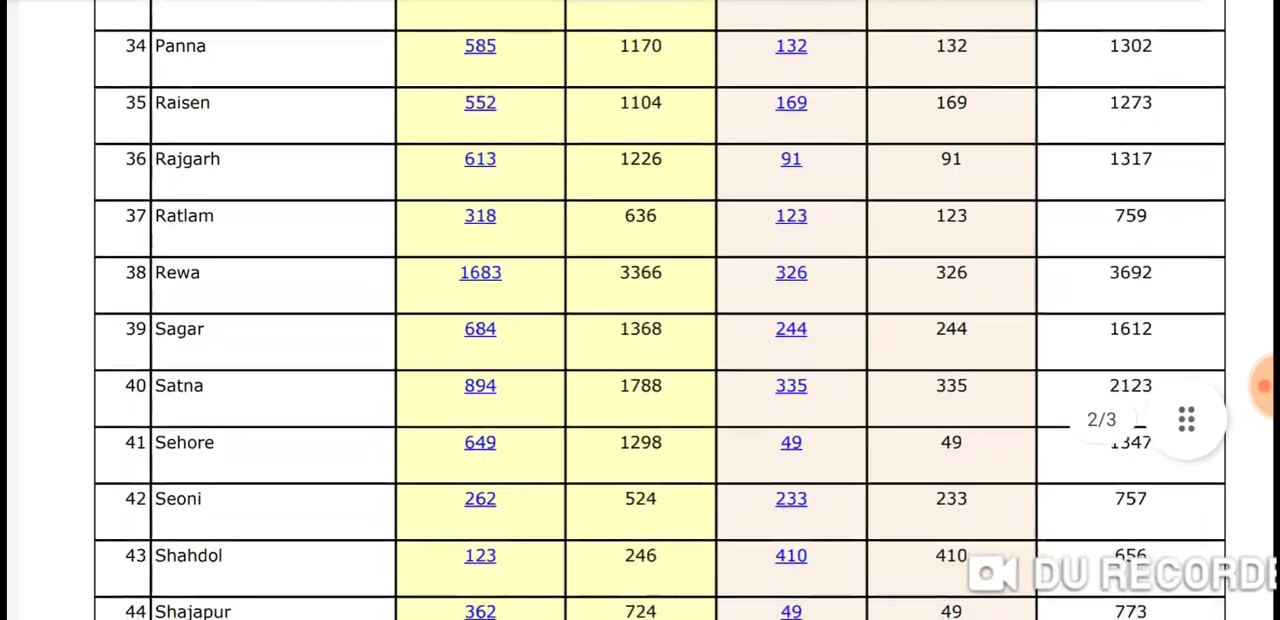 34 Panna 585 1170 132 132 1302
35 Raisen 552 1104 169 169 1273
36 Rajgarh 613 1226 91 91 1317
37 Ratlam 318 636 123 123 759
38 Rewa 1683 3366 326 326 3692
39 Sagar 684 1368 244 244 1612
40 Satna 894 1788 335 335 2123
2/3
41 Sehore 649 1298 49 49 1347
42 Seoni 262 524 233 233 757
43 Shahdol 123 246 410 410 656
DU RECORDE
44 Shajapur 362 724 49 49 773